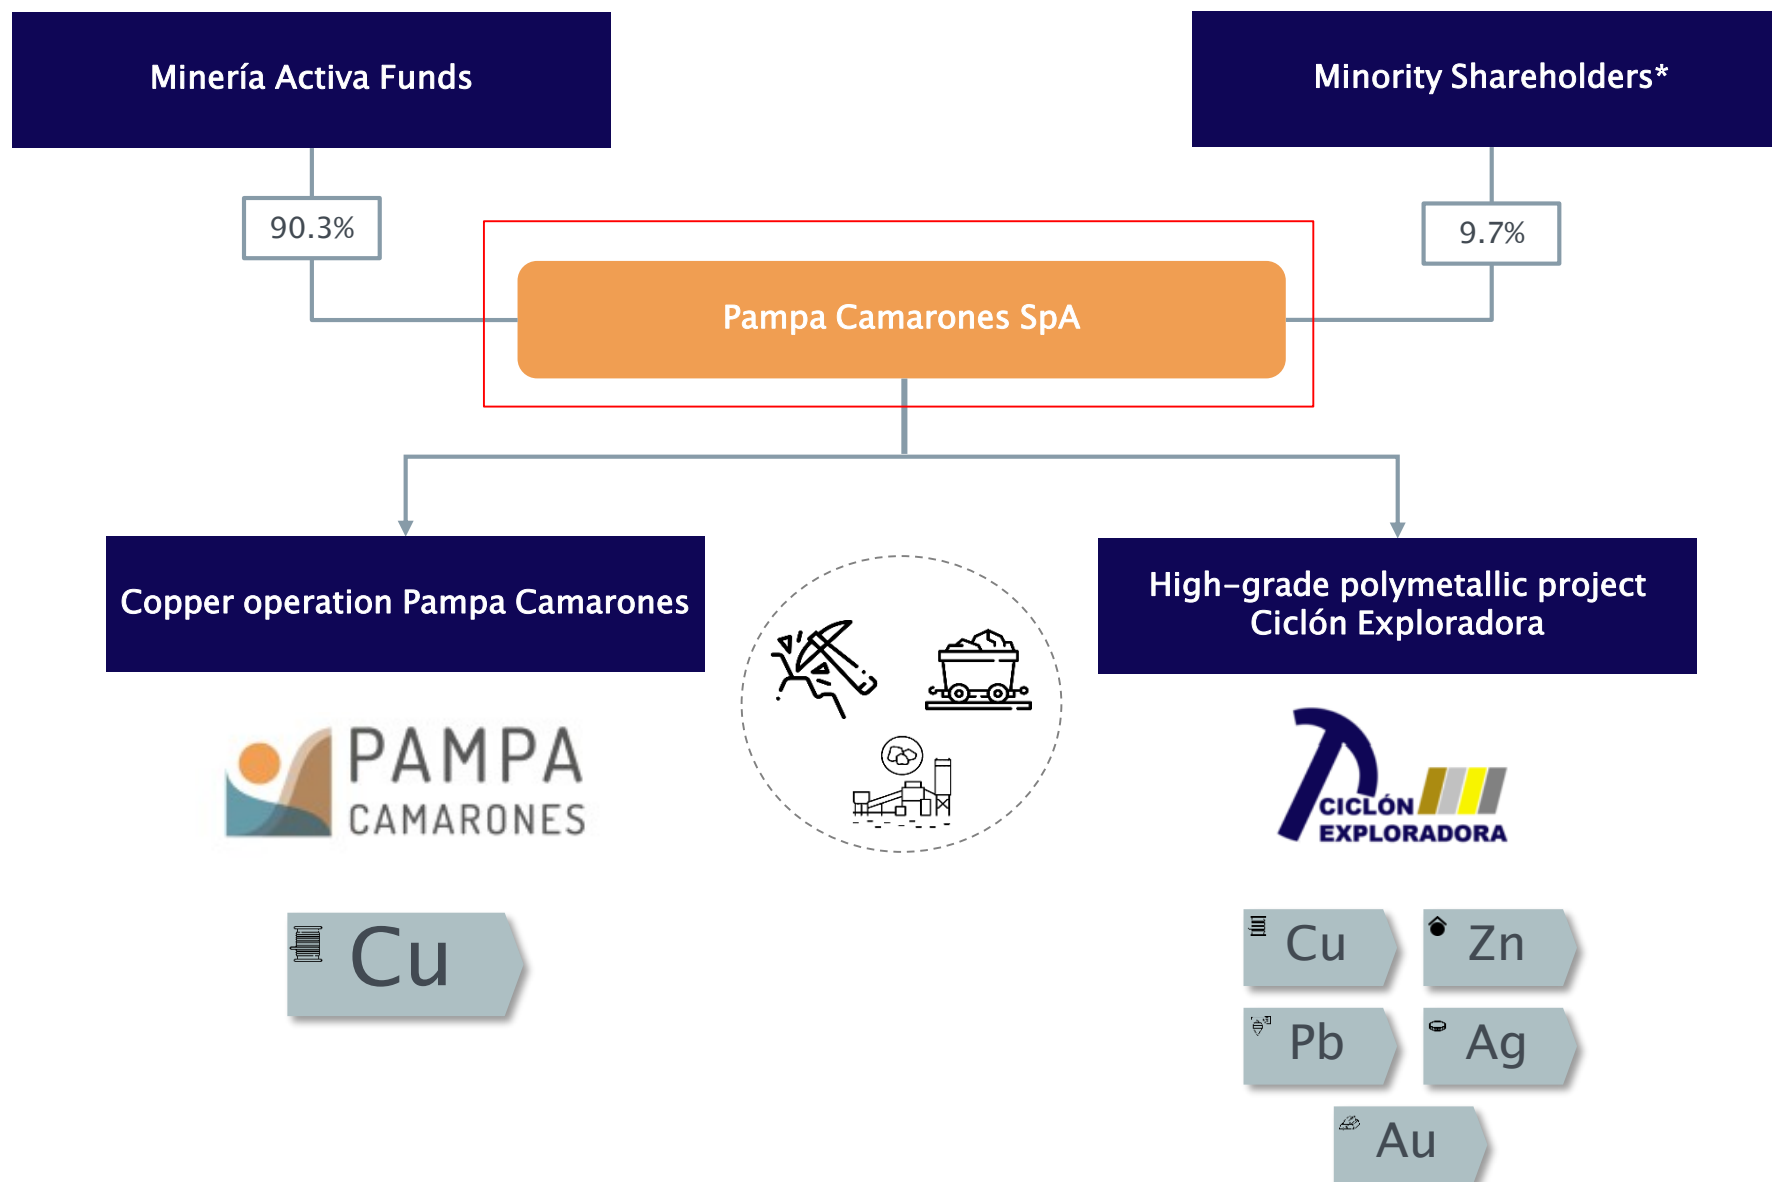 Minería Activa Funds
Minority Shareholders*
90.3%
9.7%
Pampa Camarones SpA
Copper operation Pampa Camarones
High-grade polymetallic project
Ciclón Exploradora
PAMPA
CAMARONES
CICLÓN
EXPLORADORA
Cu
Cu
Zn
Pb
Ag
Au